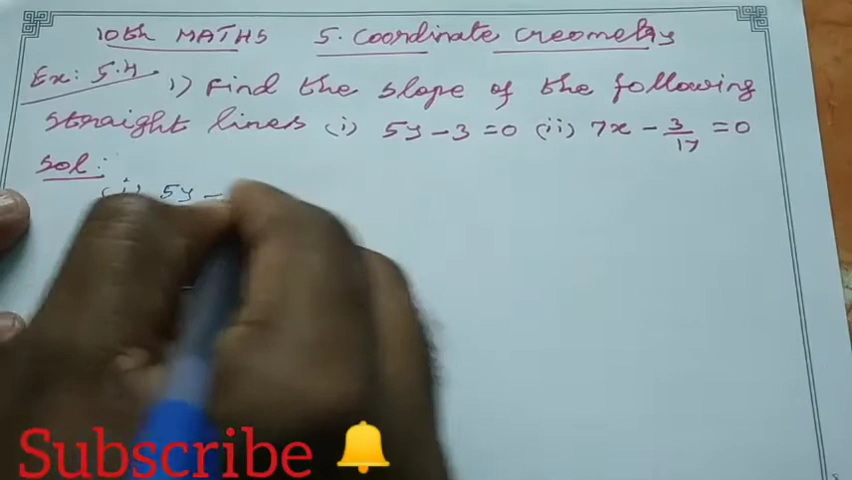 10th MATHS 5. Coordinate Geometry
Ex: 5.4 1) Find the slope of the following
straight lines (i) 5y - 3 = 0 (ii) 7x - 3/17 = 0
Sol:
(i) 5y -
Subscribe